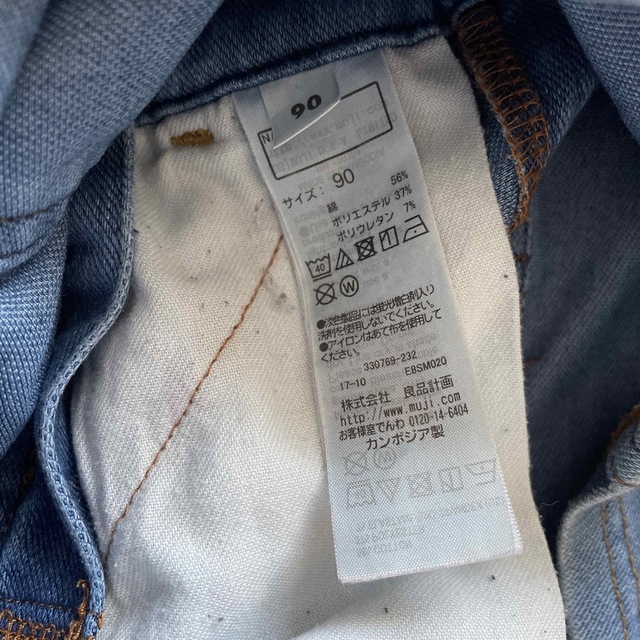 90
サイズ: 90
綿 56%
ポリエステル 37%
ポリウレタン 7%
40
W
●淡色製品には蛍光増白剤入り
洗剤を使用しないでください。
●アイロンはあて布を使用して
ください。
330769-232
17-10 E8SM020
株式会社 良品計画
http://www.muji.com
お客様でんわ 0120-14-6404
カンボジア製